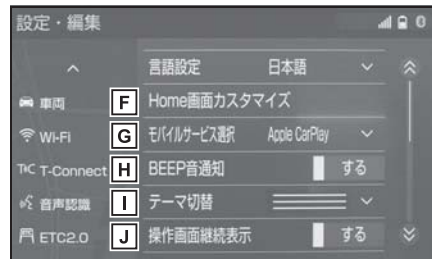 設定・編集 0
言語設定 日本語
車両 F Home画面カスタマイズ
Wi-Fi G モバイルサービス選択 Apple CarPlay
T-Connect H BEEP音通知 する
音声認識 I テーマ切替
ETC2.0 J 操作画面継続表示 する